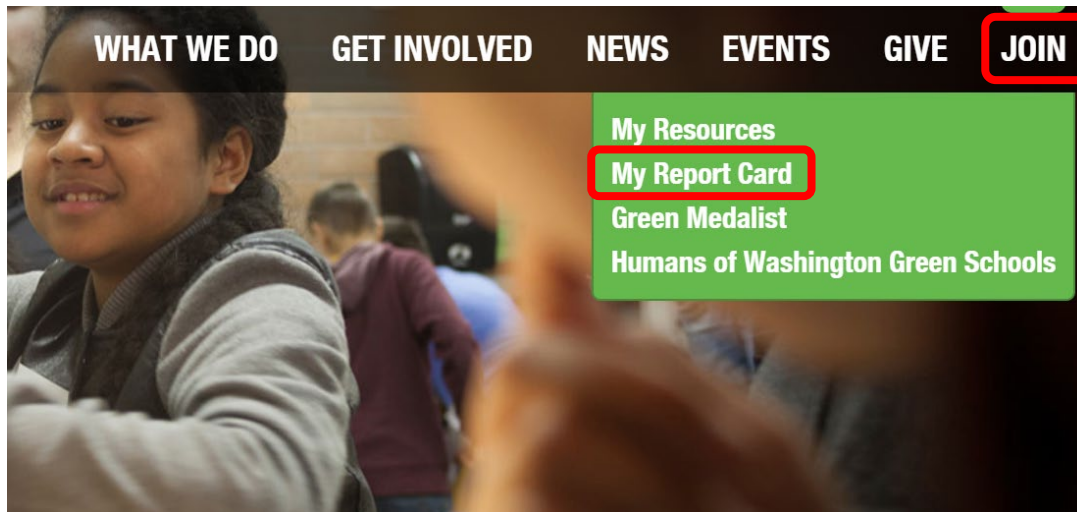 WHAT WE DO GET INVOLVED NEWS EVENTS GIVE JOIN
My Resources
My Report Card
Green Medalist
Humans of Washington Green Schools